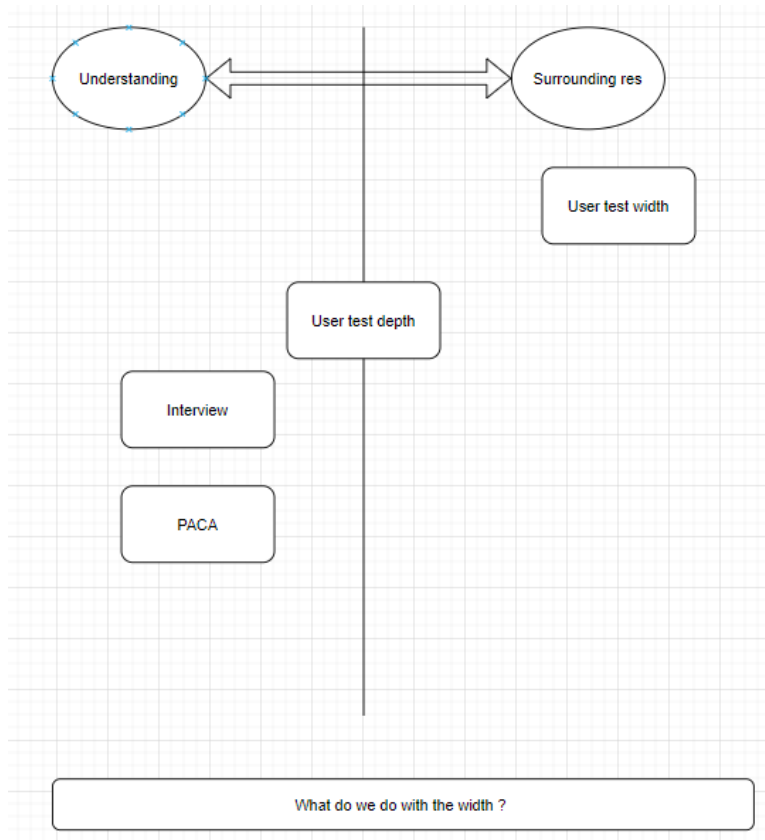 Understanding
Surrounding res
User test width
User test depth
Interview
PACA
What do we do with the width ?